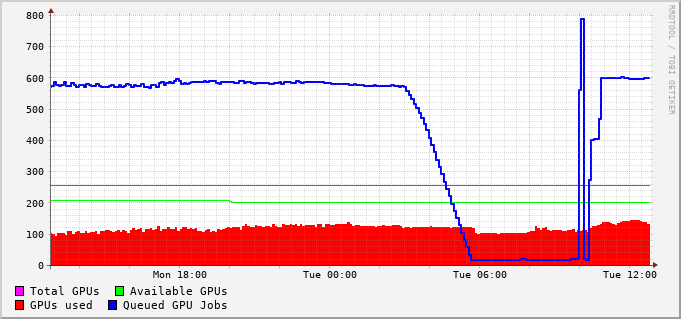 800
700
600
500
400
300
200
100
0
Mon 18:00 Tue 00:00 Tue 06:00 Tue 12:00
Total GPUs Available GPUs
GPUs used Queued GPU Jobs
RRDTOOL / TOBI OETIKER